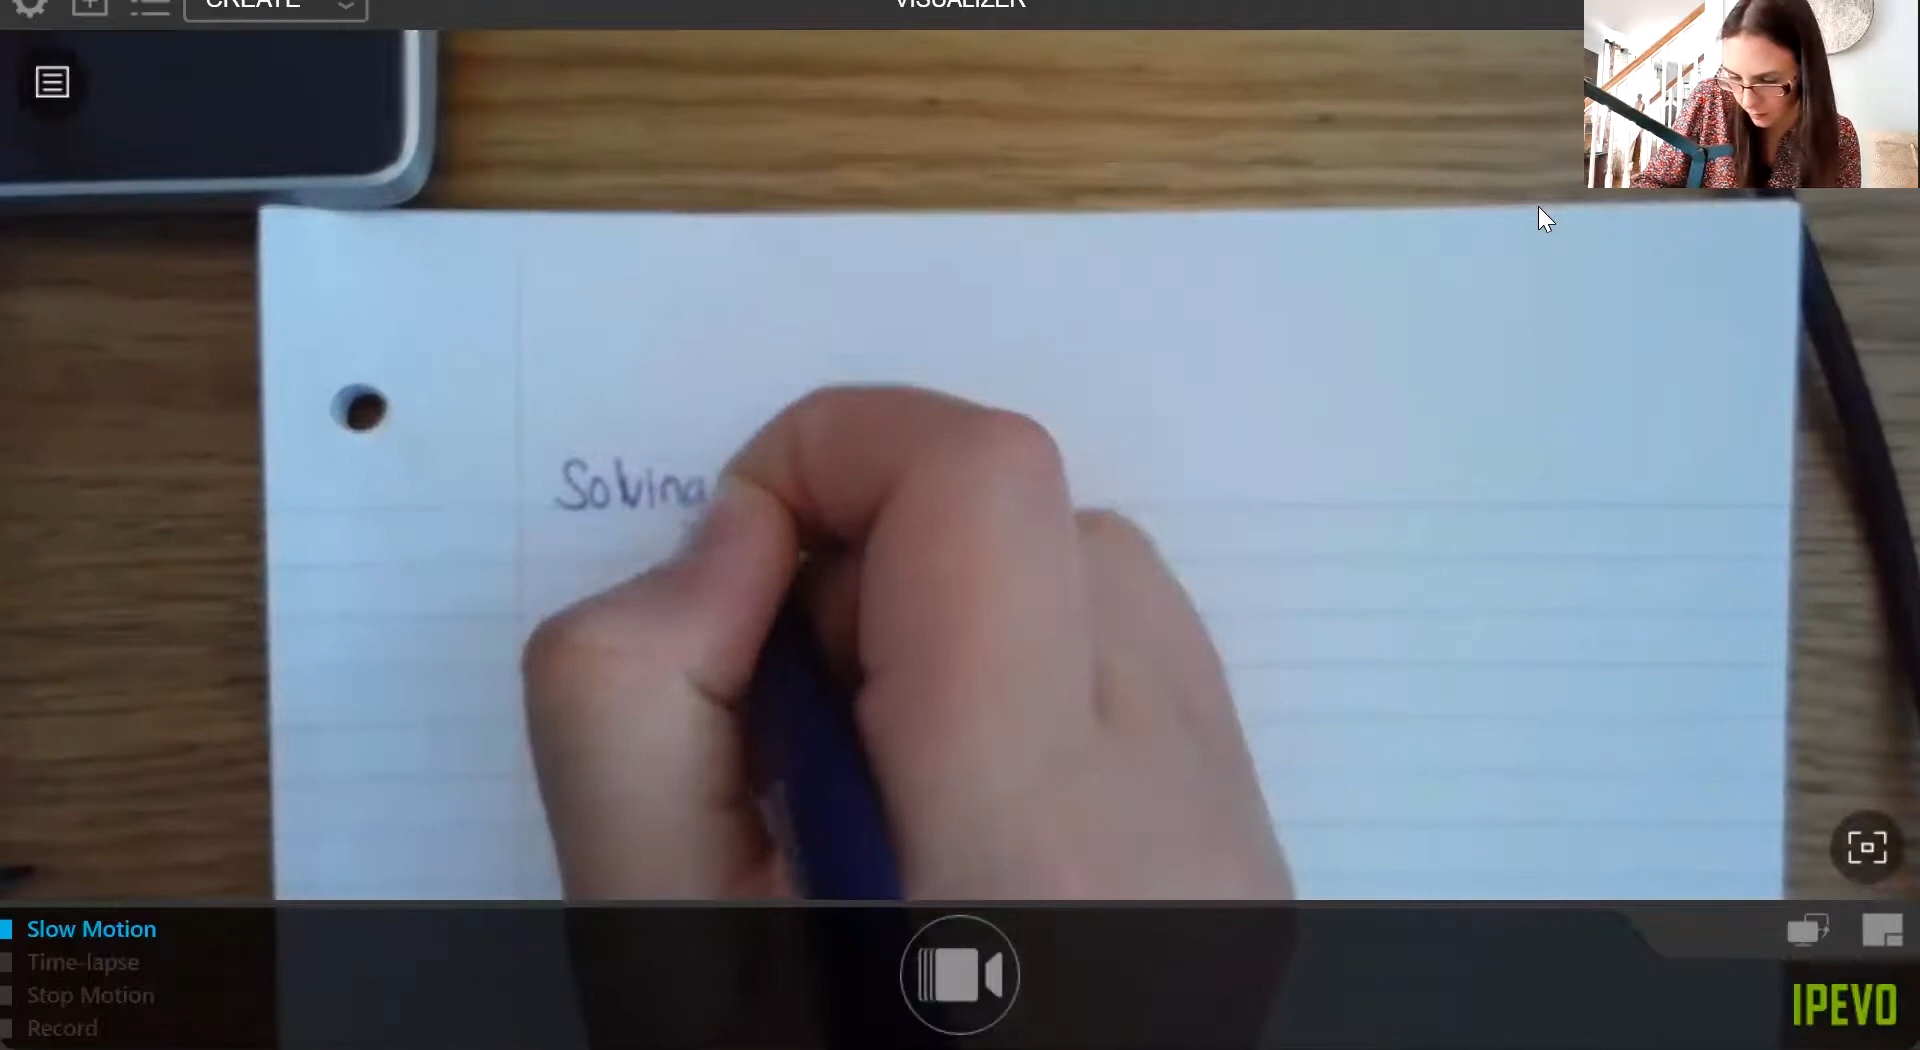 CREATE
VISUALIZER
Solving
Slow Motion
Time-lapse
Stop Motion
Record
IPEVO